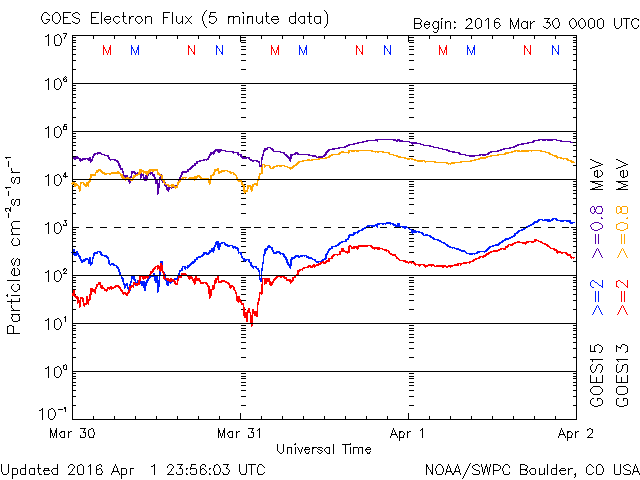 GOES Electron Flux (5 minute data)
Begin: 2016 Mar 30 0000 UTC
M M N N M M N N M M N N
10⁷
10⁶
10⁵
10⁴
10³
10²
10¹
10⁰
10⁻¹
Particles cm⁻²s⁻¹sr⁻¹
Mar 30 Mar 31 Apr 1 Apr 2
Universal Time
GOES15 >=2 >=0.8 MeV
GOES13 >=2 >=0.8 MeV
Updated 2016 Apr 1 23:56:03 UTC
NOAA/SWPC Boulder, CO USA